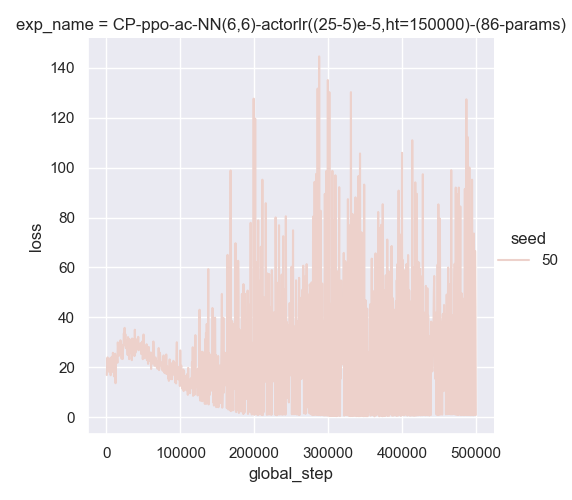 exp_name = CP-ppo-ac-NN(6,6)-actorlr((25-5)e-5,ht=150000)-(86-params)
140
120
100
80
60
40
20
0
loss
seed
50
0 100000 200000 300000 400000 500000
global_step